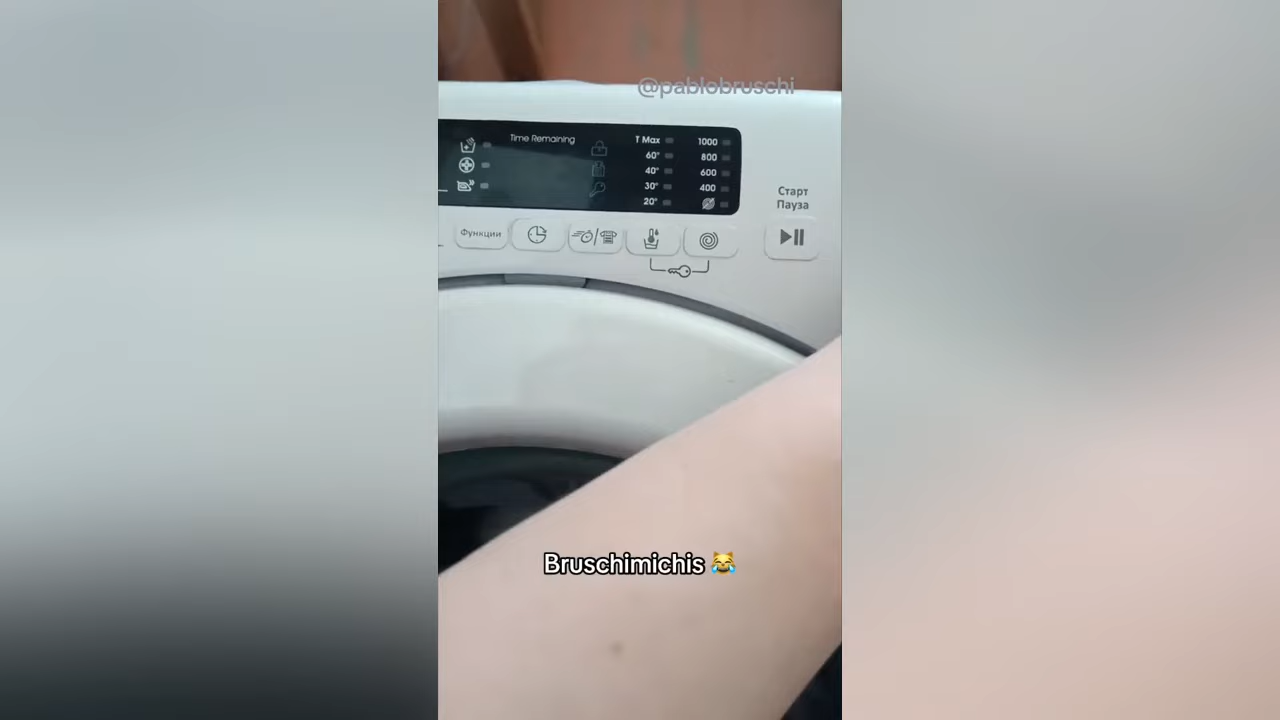 @pablobruschi
Time Remaining
T Max
1000
60°
800
40°
600
30°
400
20°
Старт
Пауза
Функции
Bruschimichis 😹